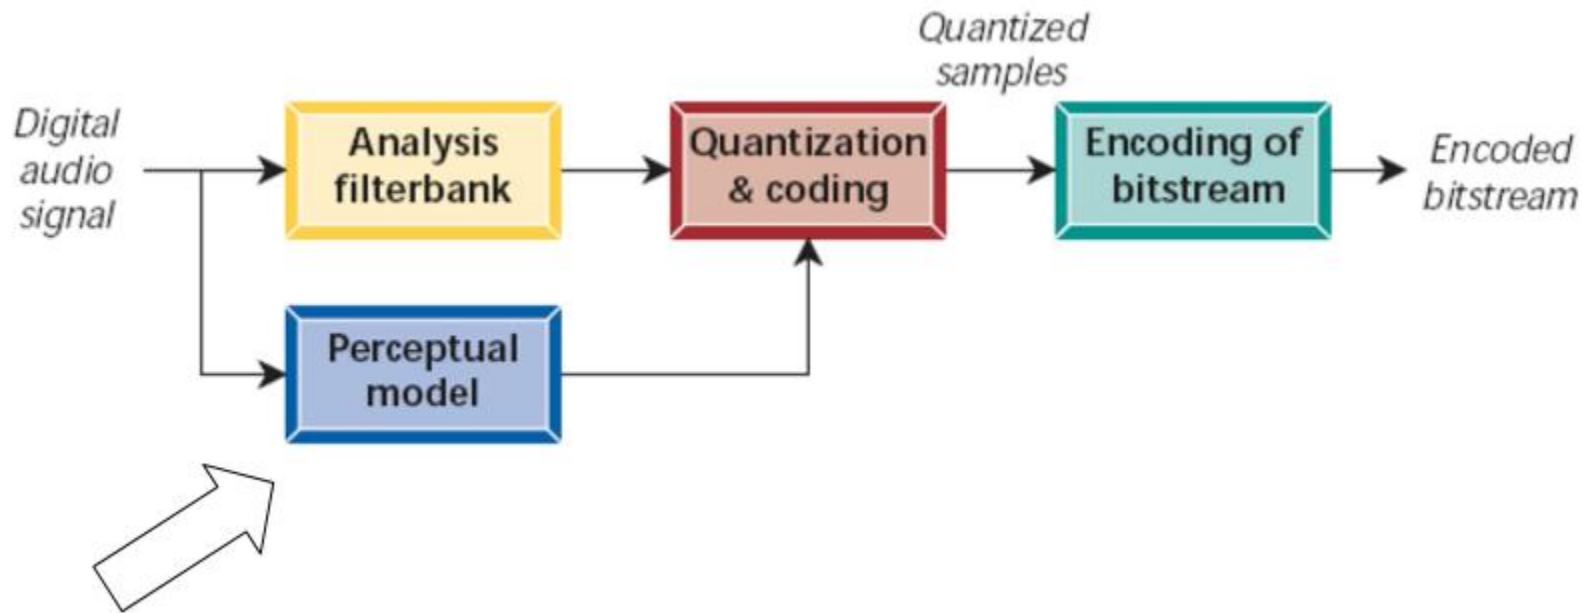 Digital
audio
signal
Analysis
filterbank
Quantization
& coding
Quantized
samples
Encoding of
bitstream
Encoded
bitstream
Perceptual
model